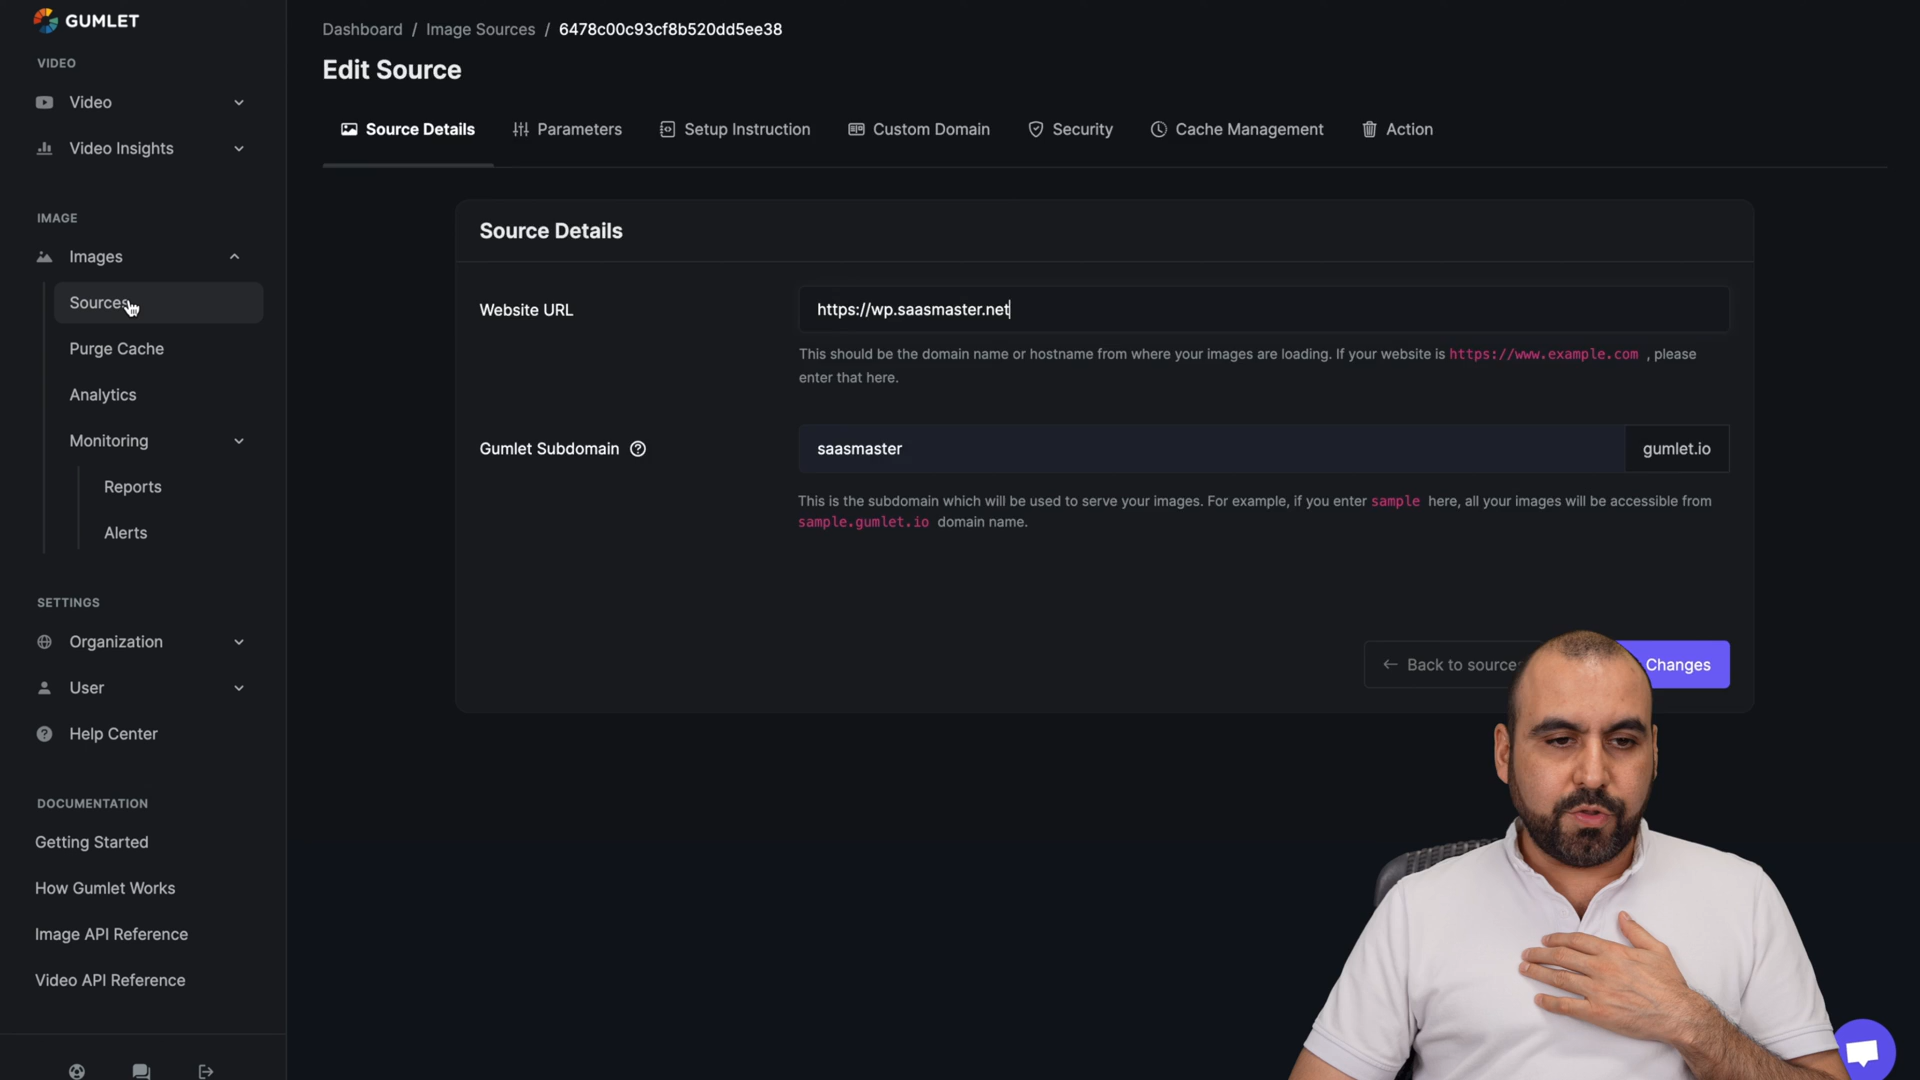 GUMLET
VIDEO
Video
Video Insights
IMAGE
Images
Sources
Purge Cache
Analytics
Monitoring
Reports
Alerts
SETTINGS
Organization
User
Help Center
DOCUMENTATION
Getting Started
How Gumlet Works
Image API Reference
Video API Reference
Dashboard / Image Sources / 6478c00c93cf8b520dd5ee38
Edit Source
Source Details Parameters Setup Instruction Custom Domain Security Cache Management Action
Source Details
Website URL
https://wp.saasmaster.net
This should be the domain name or hostname from where your images are loading. If your website is https://www.example.com , please
enter that here.
Gumlet Subdomain
saasmaster gumlet.io
This is the subdomain which will be used to serve your images. For example, if you enter sample here, all your images will be accessible from
sample.gumlet.io domain name.
← Back to Changes